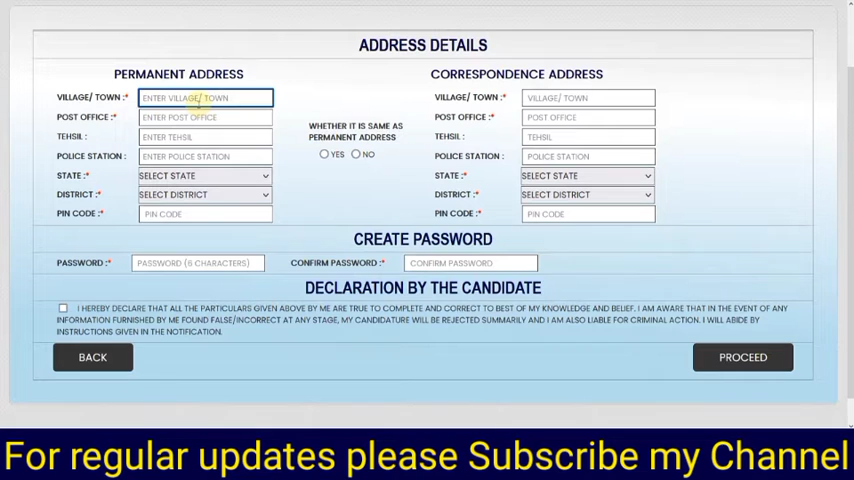 ADDRESS DETAILS
PERMANENT ADDRESS
VILLAGE/ TOWN :* ENTER VILLAGE/ TOWN
POST OFFICE :* ENTER POST OFFICE
TEHSIL : ENTER TEHSIL
POLICE STATION : ENTER POLICE STATION
STATE :* SELECT STATE
DISTRICT :* SELECT DISTRICT
PIN CODE :* PIN CODE
WHETHER IT IS SAME AS
PERMANENT ADDRESS
YES NO
CORRESPONDENCE ADDRESS
VILLAGE/ TOWN :* VILLAGE/ TOWN
POST OFFICE :* POST OFFICE
TEHSIL : TEHSIL
POLICE STATION : POLICE STATION
STATE :* SELECT STATE
DISTRICT :* SELECT DISTRICT
PIN CODE :* PIN CODE
CREATE PASSWORD
PASSWORD :* PASSWORD (6 CHARACTERS) CONFIRM PASSWORD :* CONFIRM PASSWORD
DECLARATION BY THE CANDIDATE
I HEREBY DECLARE THAT ALL THE PARTICULARS GIVEN ABOVE BY ME ARE TRUE TO COMPLETE AND CORRECT TO BEST OF MY KNOWLEDGE AND BELIEF. I AM AWARE THAT IN THE EVENT OF ANY
INFORMATION FURNISHED BY ME FOUND FALSE/INCORRECT AT ANY STAGE, MY CANDIDATURE WILL BE REJECTED SUMMARILY AND I AM ALSO LIABLE FOR CRIMINAL ACTION. I WILL ABIDE BY
INSTRUCTIONS GIVEN IN THE NOTIFICATION.
BACK PROCEED
For regular updates please Subscribe my Channel